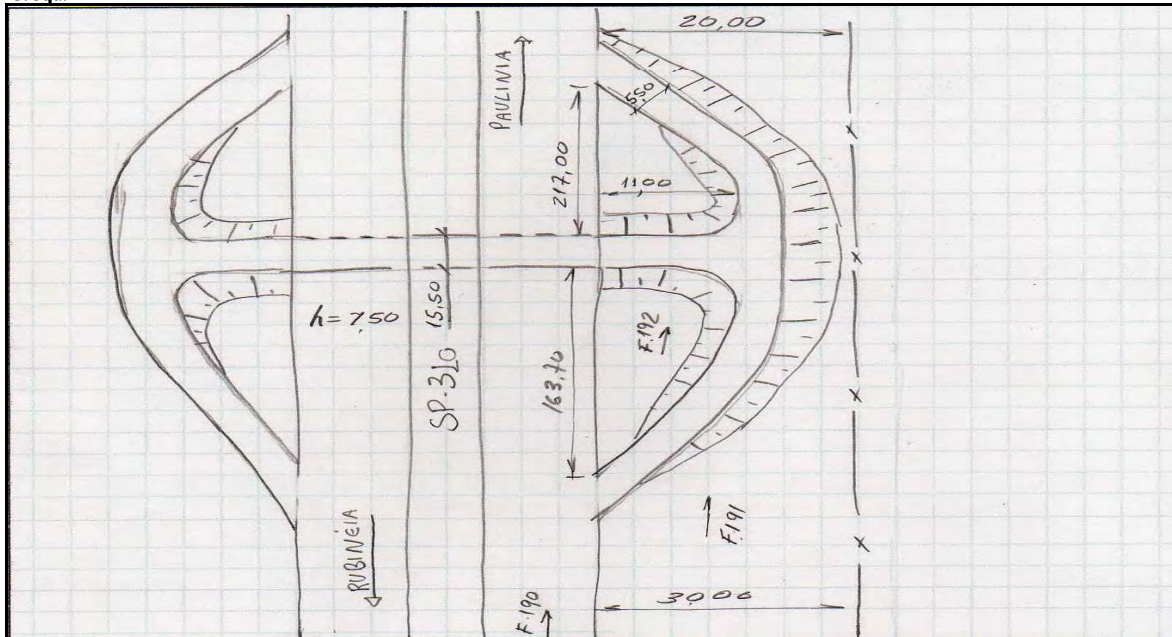 20,00
PAULINIA
5,50
217,00
11,00
h=7,50
15,50
SP-310
F.192
163,70
RUBINÉIA
F.191
F.190
30,00